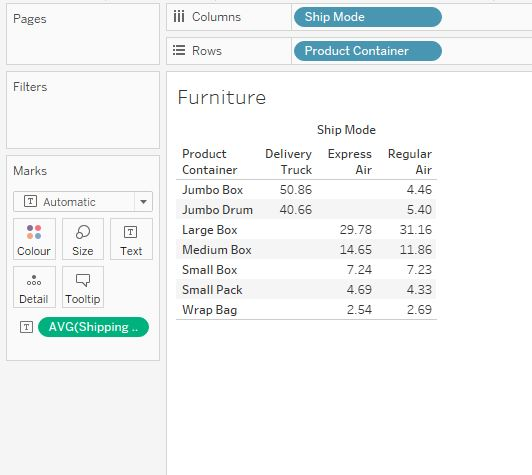 Pages
Columns
Ship Mode
Rows
Product Container
Filters
Marks
T Automatic
Colour Size T Text
Detail Tooltip
T AVG(Shipping ..
Furniture
Ship Mode
Product Container Delivery Truck Express Air Regular Air
Jumbo Box 50.86 4.46
Jumbo Drum 40.66 5.40
Large Box 29.78 31.16
Medium Box 14.65 11.86
Small Box 7.24 7.23
Small Pack 4.69 4.33
Wrap Bag 2.54 2.69